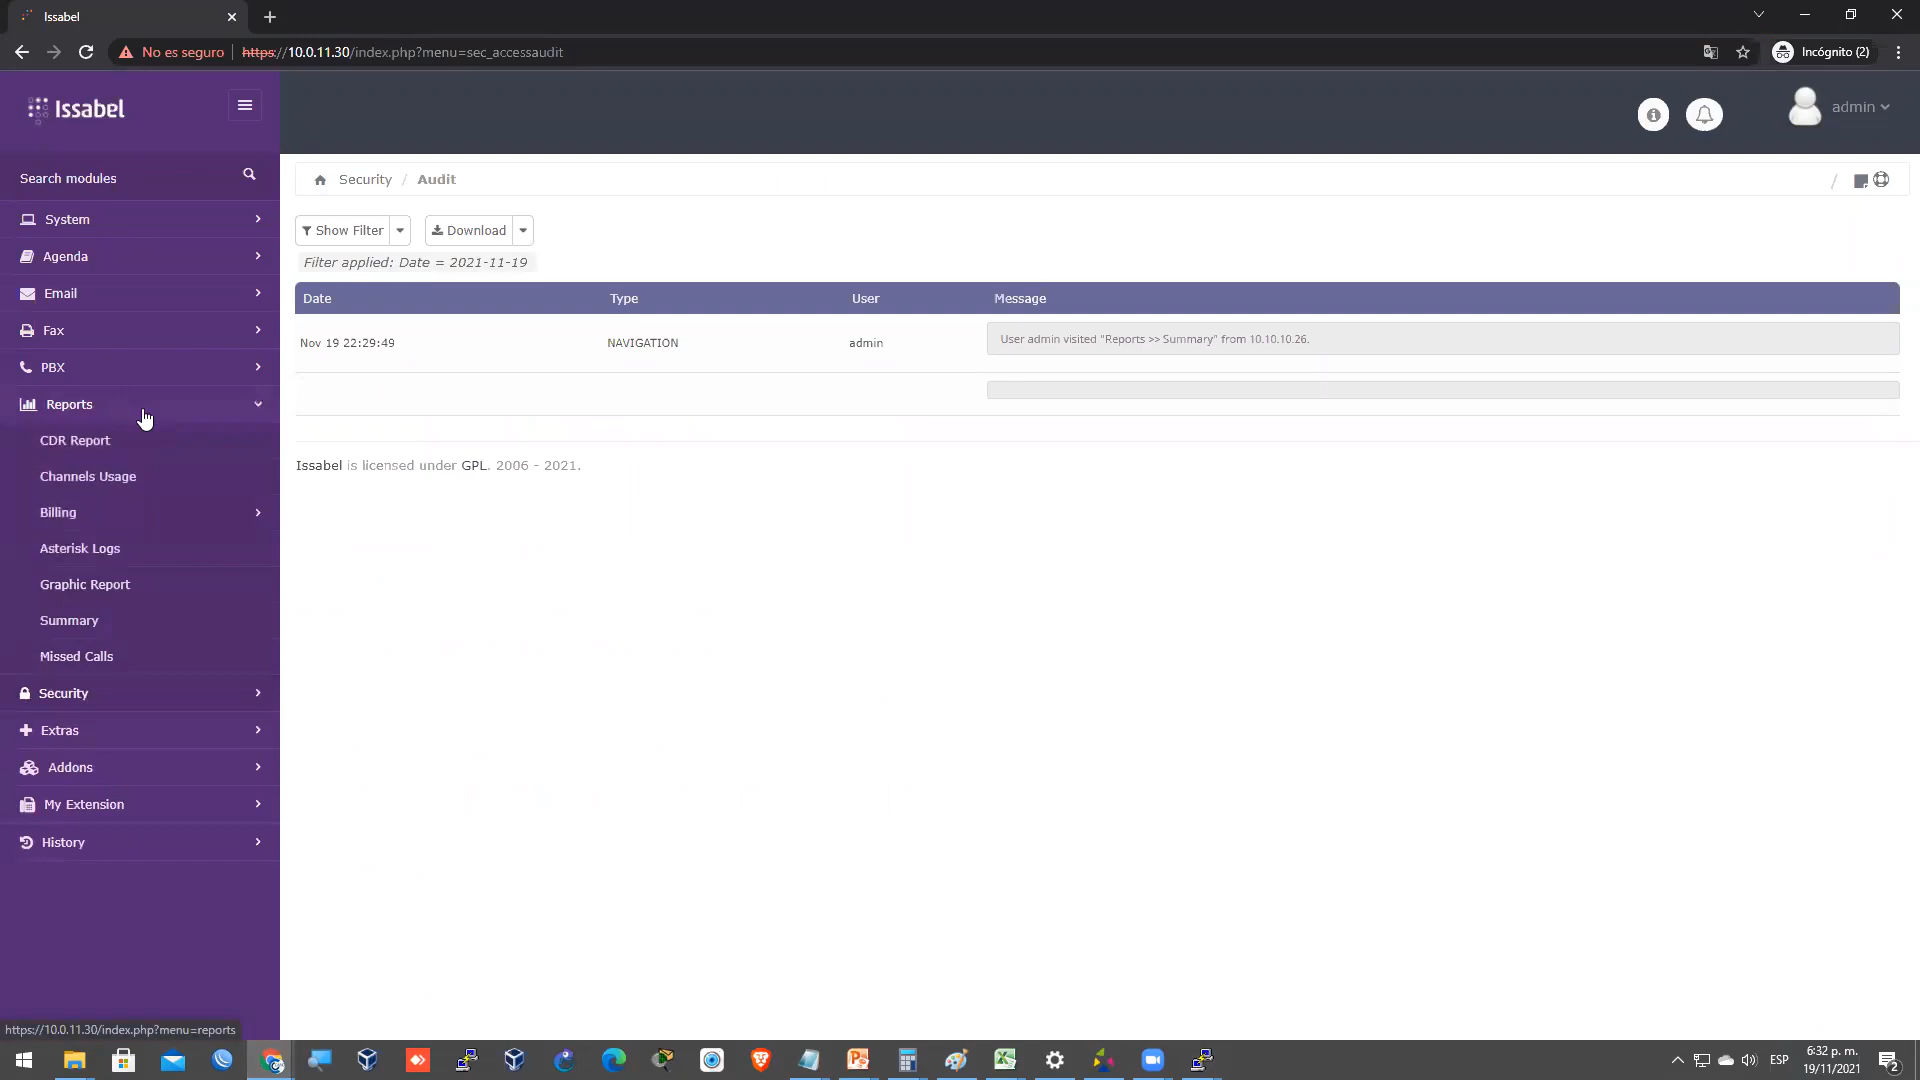 Issabel
No es seguro
https://10.0.11.30/index.php?menu=sec_accessaudit
Incógnito (2)
Issabel
admin
Search modules
System
Agenda
Email
Fax
PBX
Reports
CDR Report
Channels Usage
Billing
Asterisk Logs
Graphic Report
Summary
Missed Calls
Security
Extras
Addons
My Extension
History
Security / Audit
/
Show Filter
Download
Filter applied: Date = 2021-11-19
Date Type User Message
Nov 19 22:29:49 NAVIGATION admin User admin visited "Reports >> Summary" from 10.10.10.26.
Issabel is licensed under GPL. 2006 - 2021.
https://10.0.11.30/index.php?menu=reports
ESP
6:32 p. m.
19/11/2021
2